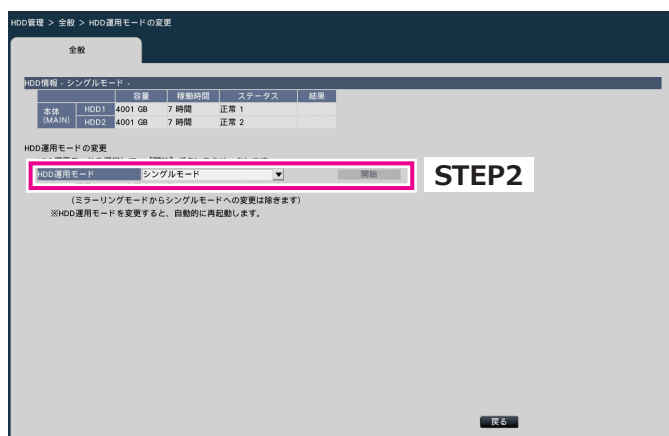 HDD管理 > 全般 > HDD運用モードの変更
全般
HDD情報 - シングルモード -
容量 稼働時間 ステータス 結果
本体 (MAIN) HDD1 4001 GB 7 時間 正常 1
HDD2 4001 GB 7 時間 正常 2
HDD運用モードの変更
HDD運用モード シングルモード 開始
STEP2
(ミラーリングモードからシングルモードへの変更は除きます)
※HDD運用モードを変更すると、自動的に再起動します。
戻る